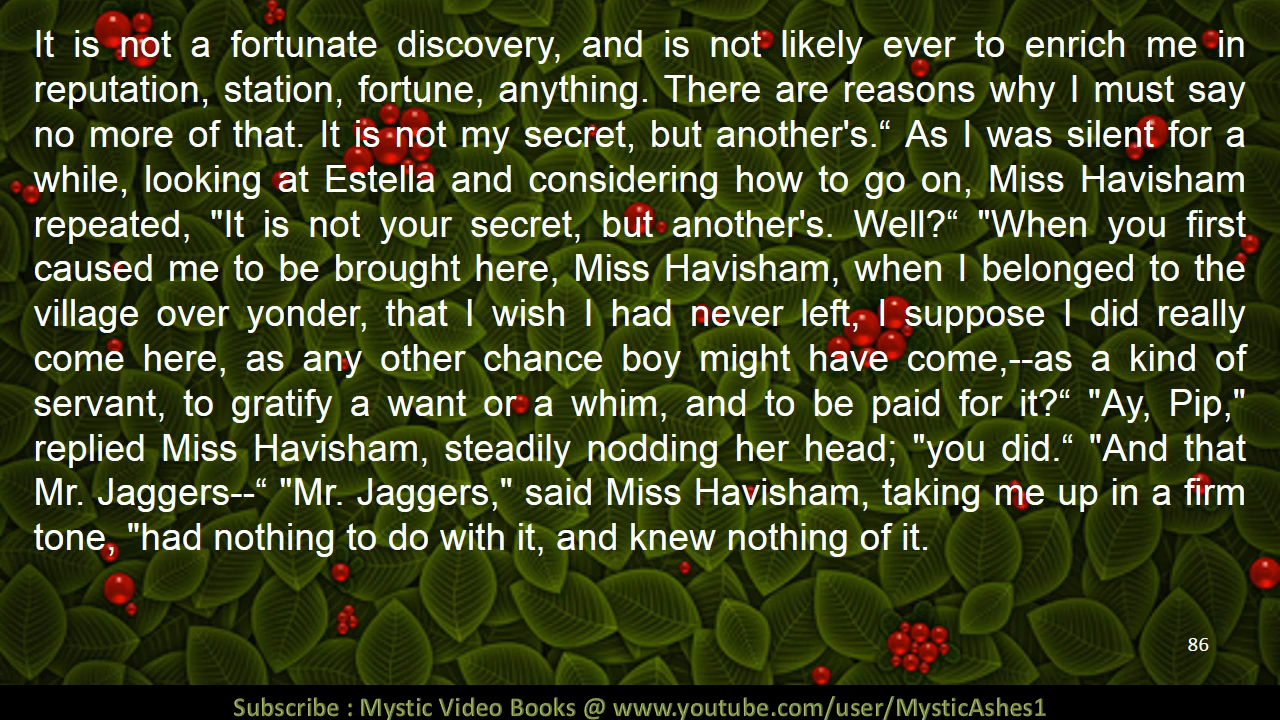 It is not a fortunate discovery, and is not likely ever to enrich me in
reputation, station, fortune, anything. There are reasons why I must say
no more of that. It is not my secret, but another's.“ As I was silent for a
while, looking at Estella and considering how to go on, Miss Havisham
repeated, "It is not your secret, but another's. Well?“ "When you first
caused me to be brought here, Miss Havisham, when I belonged to the
village over yonder, that I wish I had never left, I suppose I did really
come here, as any other chance boy might have come,--as a kind of
servant, to gratify a want or a whim, and to be paid for it?“ "Ay, Pip,"
replied Miss Havisham, steadily nodding her head; "you did.“ "And that
Mr. Jaggers--“ "Mr. Jaggers," said Miss Havisham, taking me up in a firm
tone, "had nothing to do with it, and knew nothing of it.
86
Subscribe : Mystic Video Books @ www.youtube.com/user/MysticAshes1